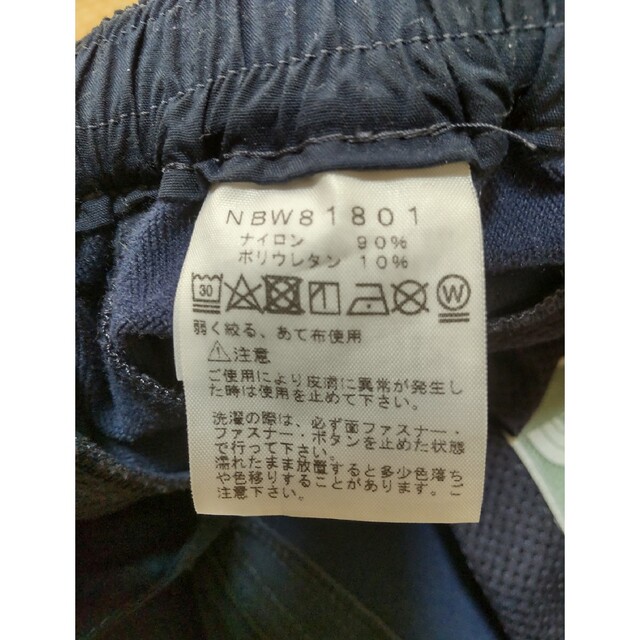 NBW81801
ナイロン 90%
ポリウレタン 10%
30 W
弱く絞る、あて布使用
⚠注意
ご使用により皮膚に異常が発生し
た時は使用を止めて下さい。
洗濯の際は、必ず面ファスナー・
ファスナー・ボタンを止めた状態
で行って下さい。
濡れたまま放置すると多少色落ち
や色移りすることがあります。ご
注意下さい。